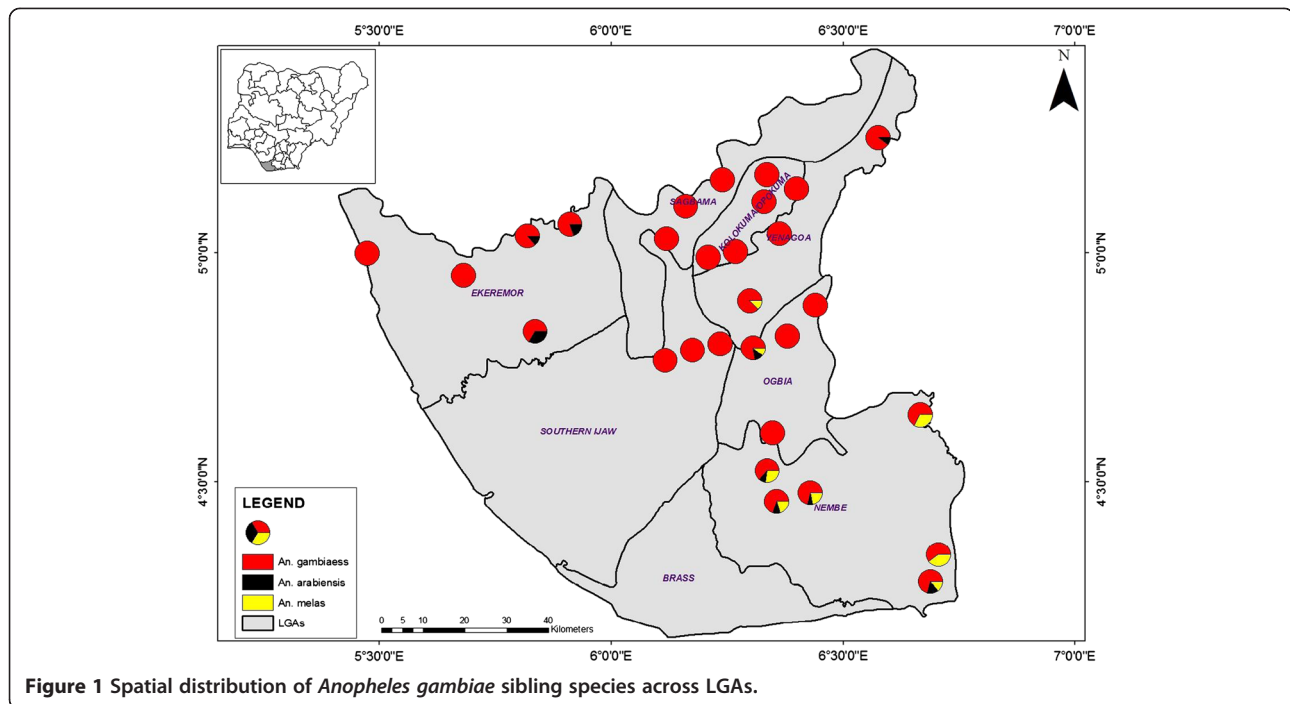 5°30'0"E 6°0'0"E 6°30'0"E 7°0'0"E
N
SAGBAMA
KOLOKUMA/OPOKUMA
YENAGOA
5°0'0"N 5°0'0"N
EKEREMOR
OGBIA
SOUTHERN IJAW
4°30'0"N 4°30'0"N
NEMBE
BRASS
LEGEND
An. gambiaess
An. arabiensis
An. melas
LGAs
0 5 10 20 30 40
Kilometers
5°30'0"E 6°0'0"E 6°30'0"E 7°0'0"E
Figure 1 Spatial distribution of Anopheles gambiae sibling species across LGAs.